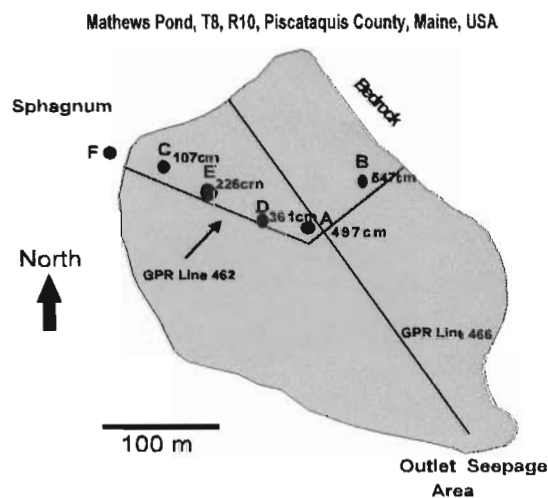 Mathews Pond, T8, R10, Piscataquis County, Maine, USA
Bedrock
Sphagnum
F
C
107cm
B
547cm
E
226cm
D
361cm
A
497cm
North
GPR Line 462
GPR Line 466
100 m
Outlet Seepage
Area